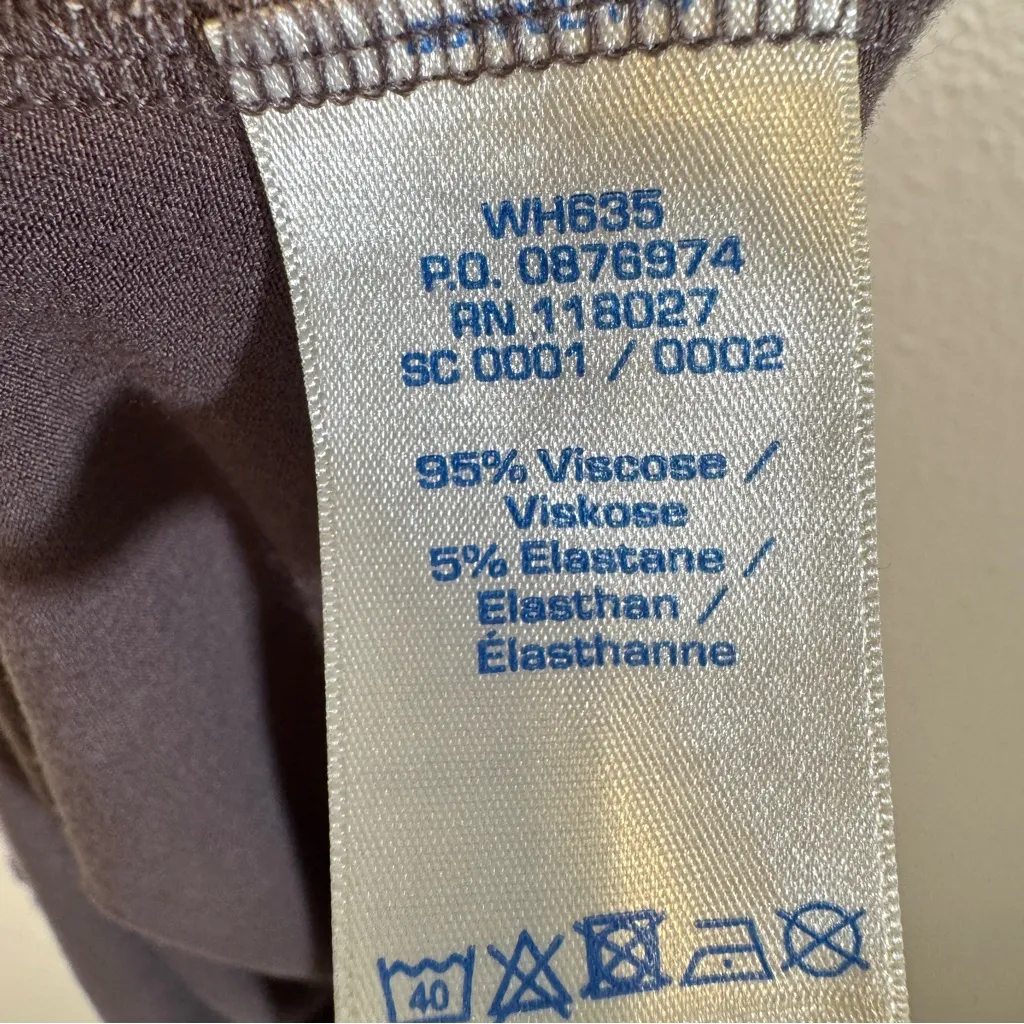 WH635
P.O. 0876974
RN 118027
SC 0001 / 0002
95% Viscose /
Viskose
5% Elastane /
Elasthan /
Élasthanne
40